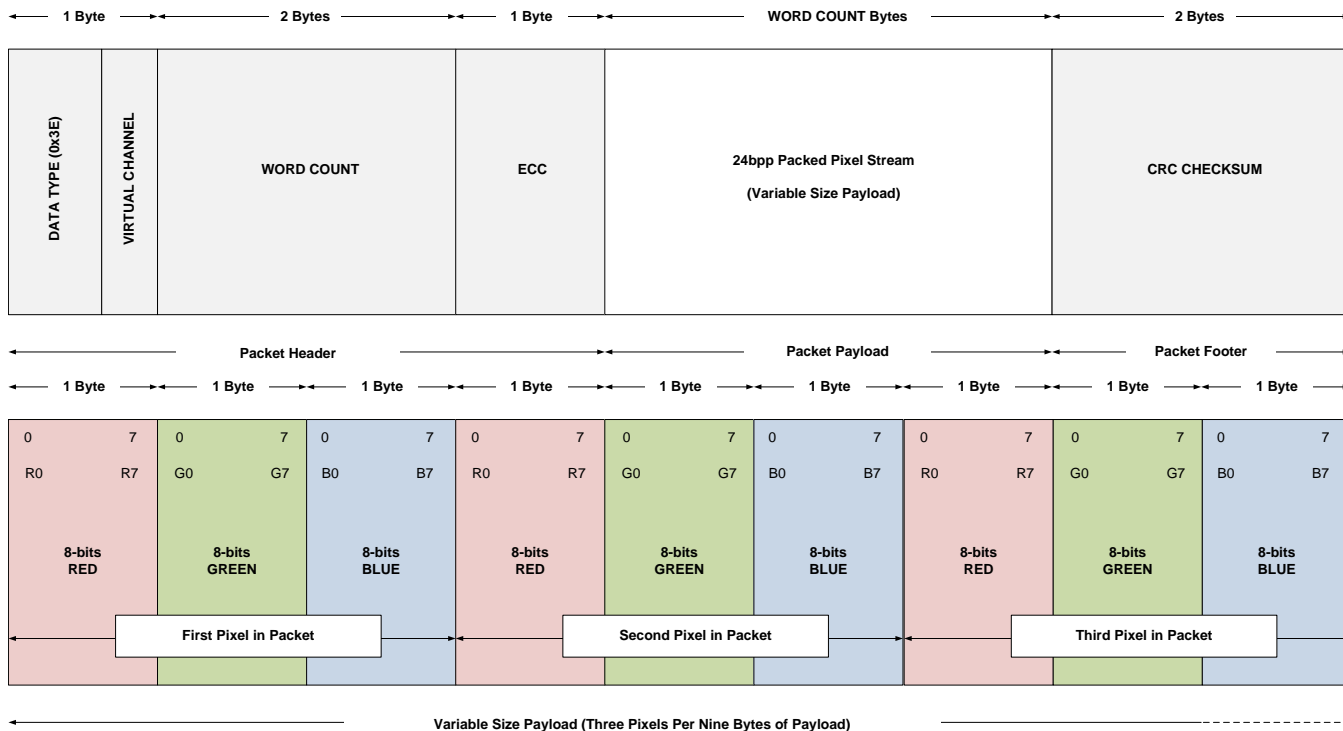 1 Byte 2 Bytes 1 Byte WORD COUNT Bytes 2 Bytes
DATA TYPE (0x3E)
VIRTUAL CHANNEL
WORD COUNT
ECC
24bpp Packed Pixel Stream
(Variable Size Payload)
CRC CHECKSUM
Packet Header Packet Payload Packet Footer
1 Byte 1 Byte 1 Byte 1 Byte 1 Byte 1 Byte 1 Byte 1 Byte 1 Byte
0 7 0 7 0 7 0 7 0 7 0 7 0 7 0 7 0 7
R0 R7 G0 G7 B0 B7 R0 R7 G0 G7 B0 B7 R0 R7 G0 G7 B0 B7
8-bits 8-bits 8-bits 8-bits 8-bits 8-bits 8-bits 8-bits 8-bits
RED GREEN BLUE RED GREEN BLUE RED GREEN BLUE
First Pixel in Packet Second Pixel in Packet Third Pixel in Packet
Variable Size Payload (Three Pixels Per Nine Bytes of Payload)